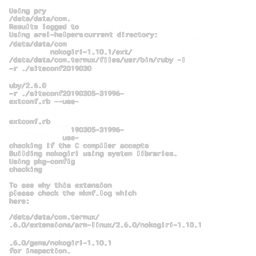 Using pry
/data/data/com.
Results logged to
Using arel-helpers current directory:
/data/data/com
nokogiri-1.10.1/ext/
/data/data/com.termux/files/usr/bin/ruby -I
-r ./siteconf2019030
uby/2.6.0
-r ./siteconf20190305-31996-
extconf.rb --use-
extconf.rb
190305-31996-
use-
checking if the C compiler accepts
Building nokogiri using system libraries.
Using pkg-config
checking
To see why this extension
please check the mkmf.log which
here:
/data/data/com.termux/
.6.0/extensions/arm-linux/2.6.0/nokogiri-1.10.1
.6.0/gems/nokogiri-1.10.1
for inspection.